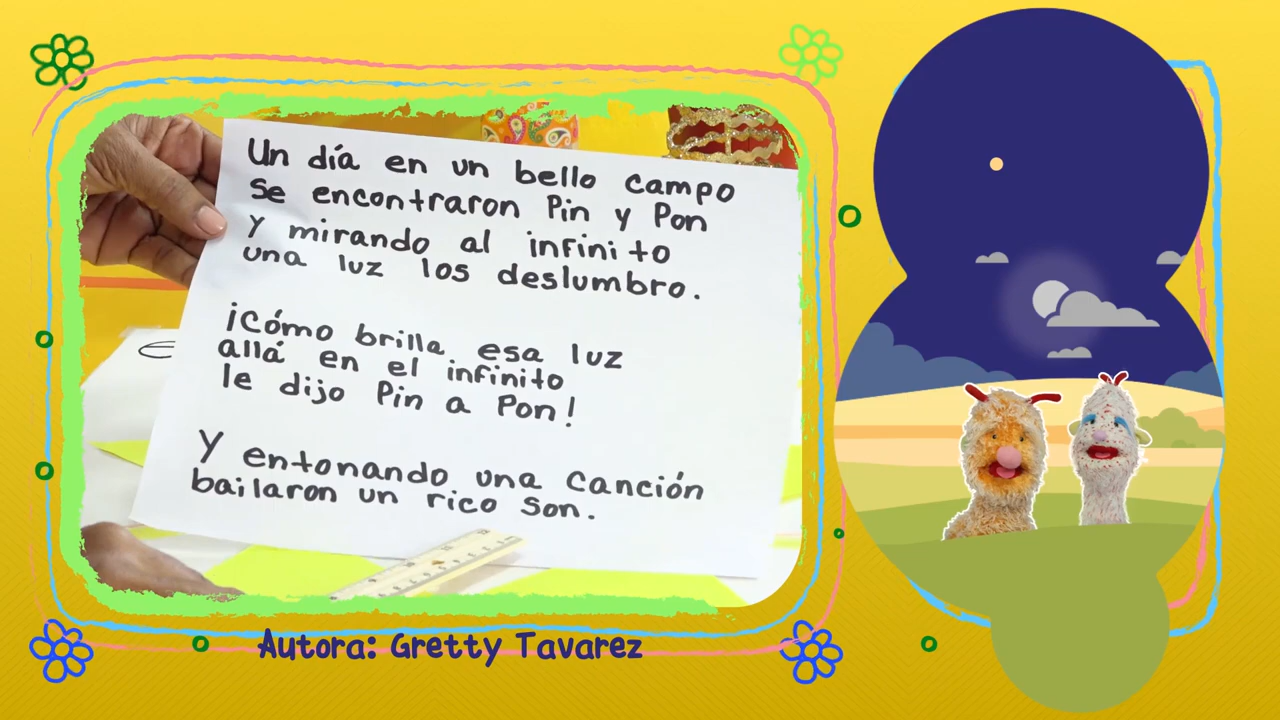 Un día en un bello campo
se encontraron Pin y Pon
Y mirando al infinito
una luz los deslumbro.
¡Cómo brilla esa luz
allá en el infinito
le dijo Pin a Pon!
Y entonando una Canción
bailaron un rico son.
Autora: Gretty Tavarez